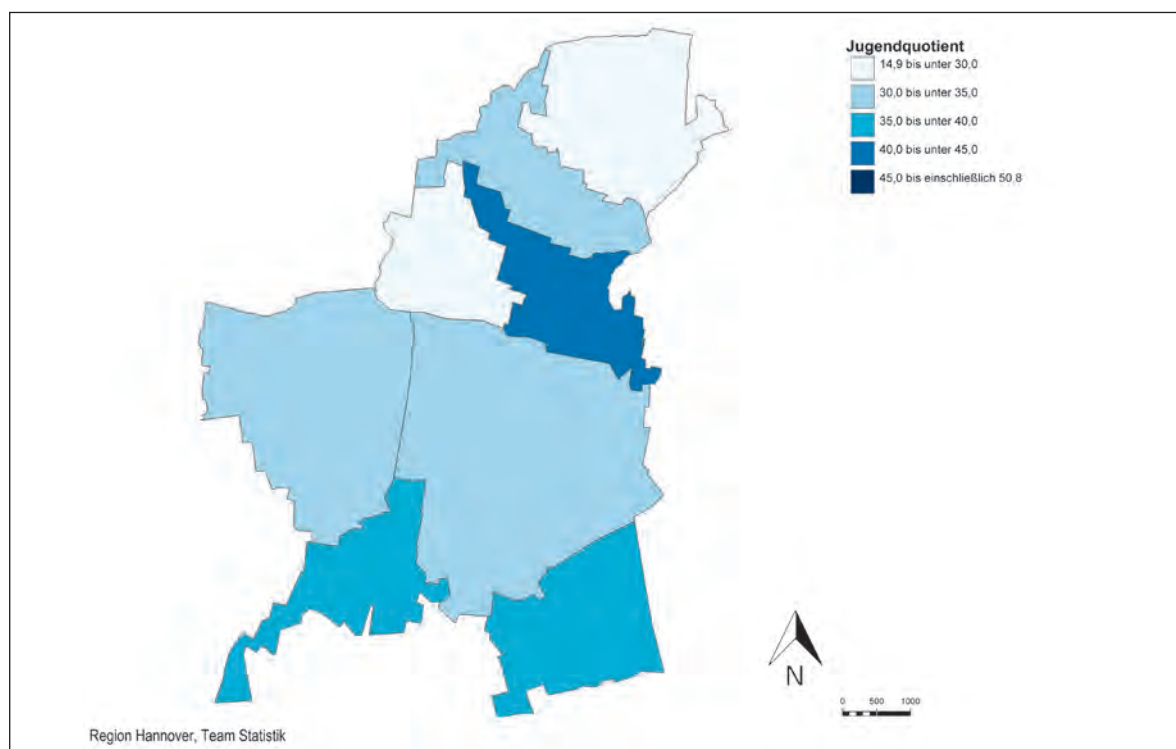 Jugendquotient
14,9 bis unter 30,0
30,0 bis unter 35,0
35,0 bis unter 40,0
40,0 bis unter 45,0
45,0 bis einschließlich 50,8
N
0 500 1000
Region Hannover, Team Statistik